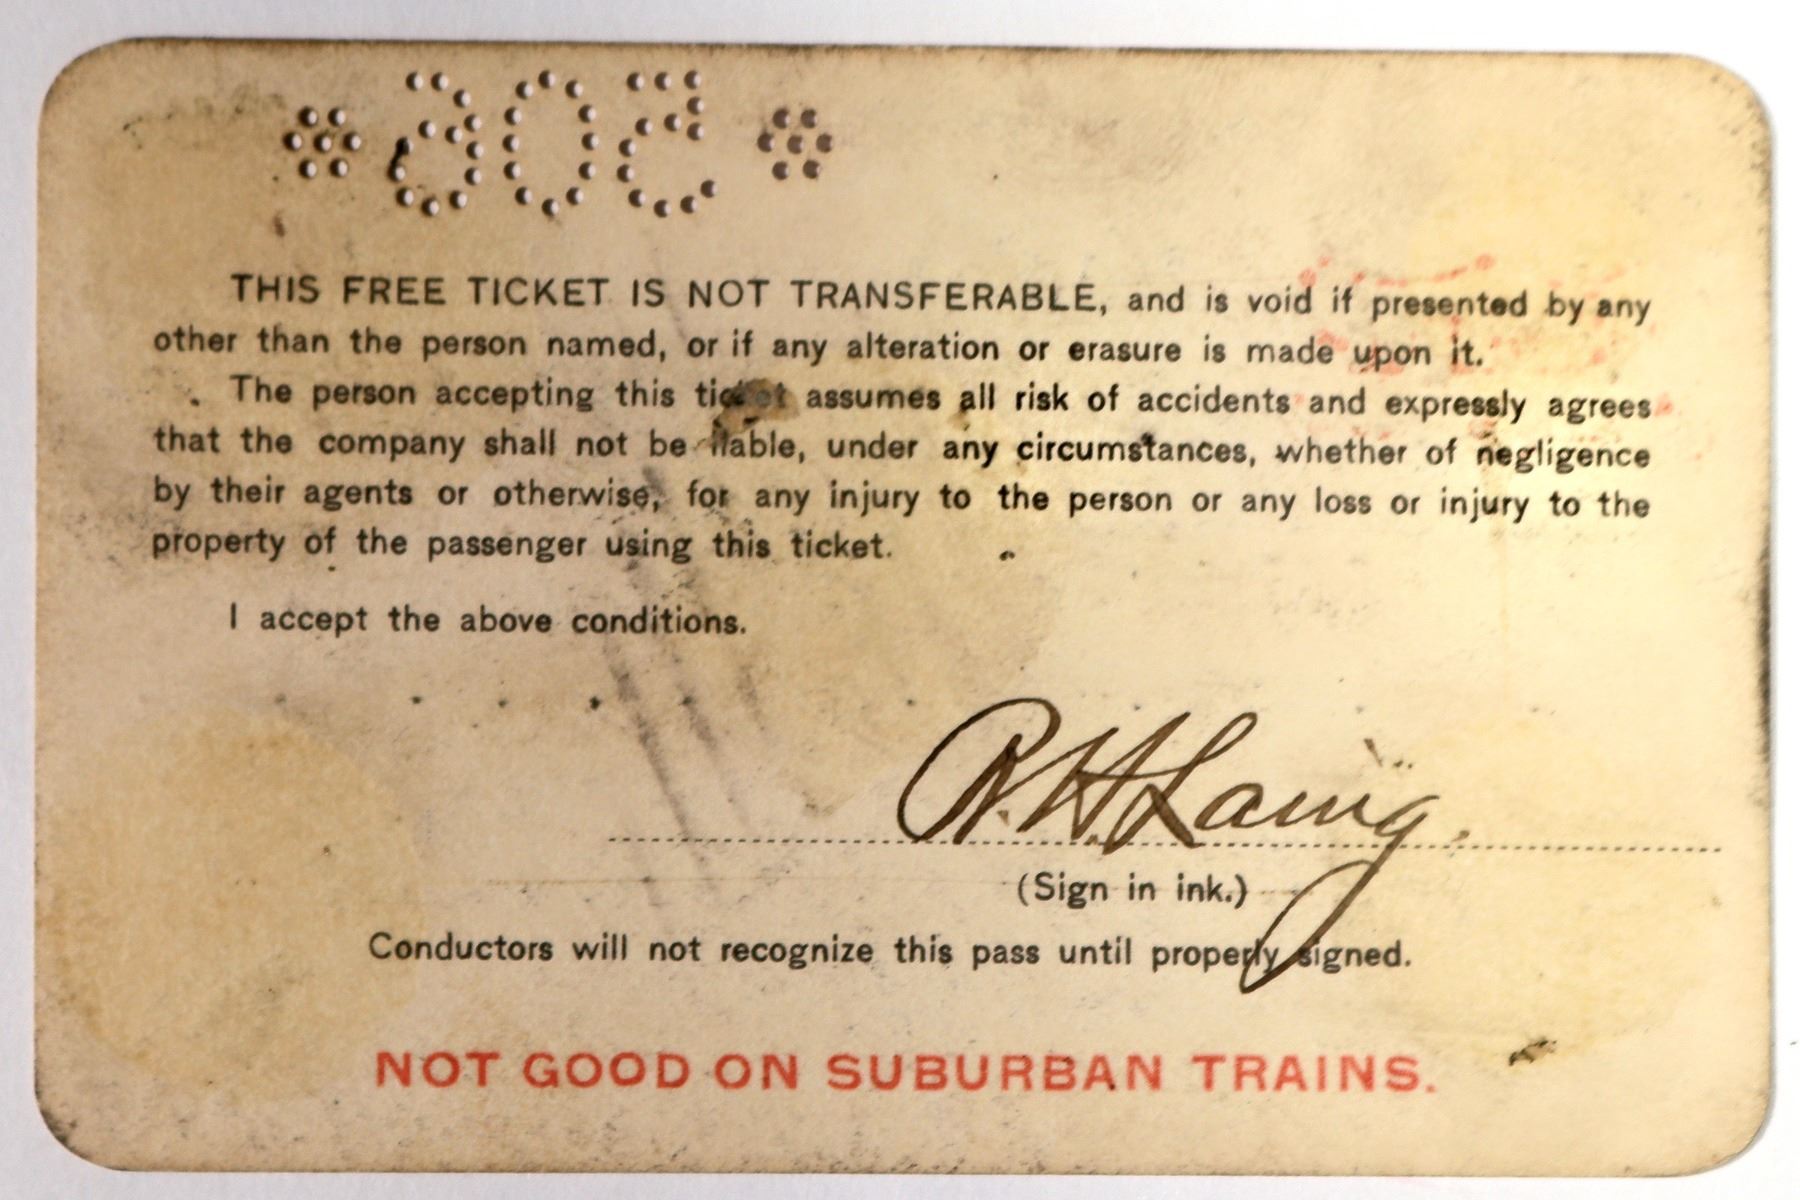 *506*
THIS FREE TICKET IS NOT TRANSFERABLE, and is void if presented by any
other than the person named, or if any alteration or erasure is made upon it.
The person accepting this ticket assumes all risk of accidents and expressly agrees
that the company shall not be liable, under any circumstances, whether of negligence
by their agents or otherwise, for any injury to the person or any loss or injury to the
property of the passenger using this ticket.
I accept the above conditions.
R. H. Laing.
(Sign in ink.)
Conductors will not recognize this pass until properly signed.
NOT GOOD ON SUBURBAN TRAINS.